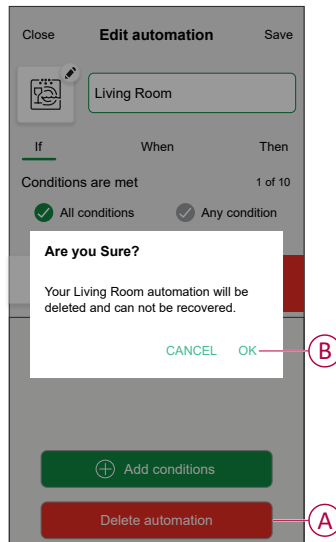 Close Edit automation Save
Living Room
If When Then
Conditions are met 1 of 10
All conditions Any condition
Are you Sure?
Your Living Room automation will be
deleted and can not be recovered.
CANCEL OK B
Add conditions
Delete automation A